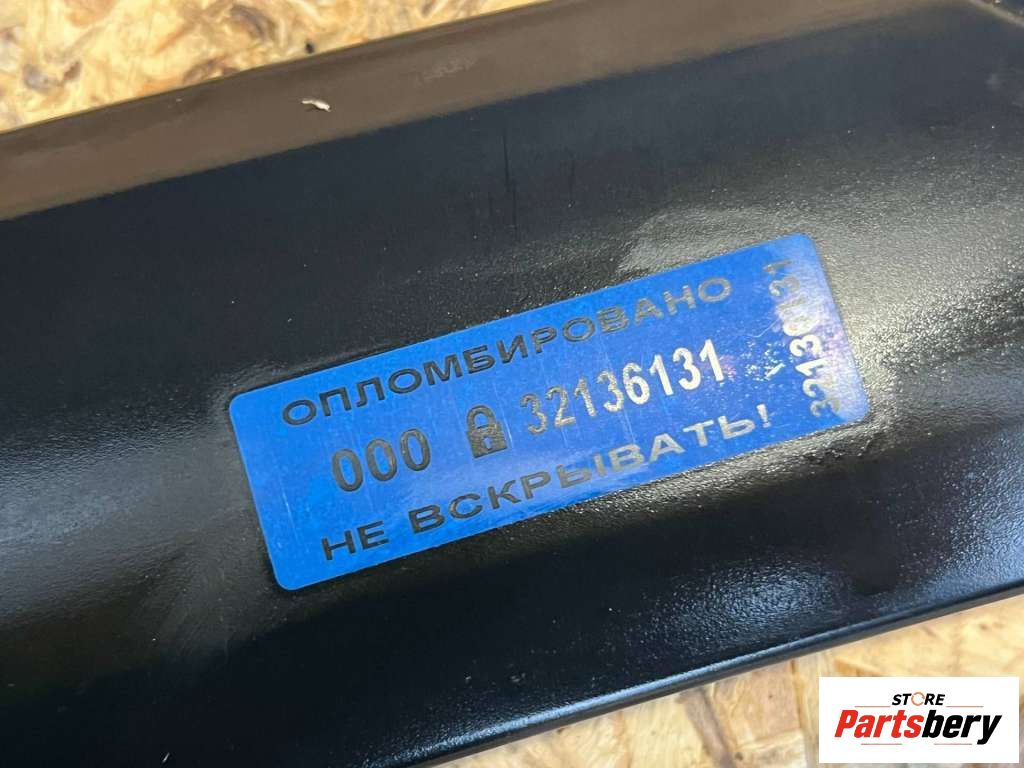 ОПЛОМБИРОВАНО
000 32136131
НЕ ВСКРЫВАТЬ!
32136131
STORE
Partsbery